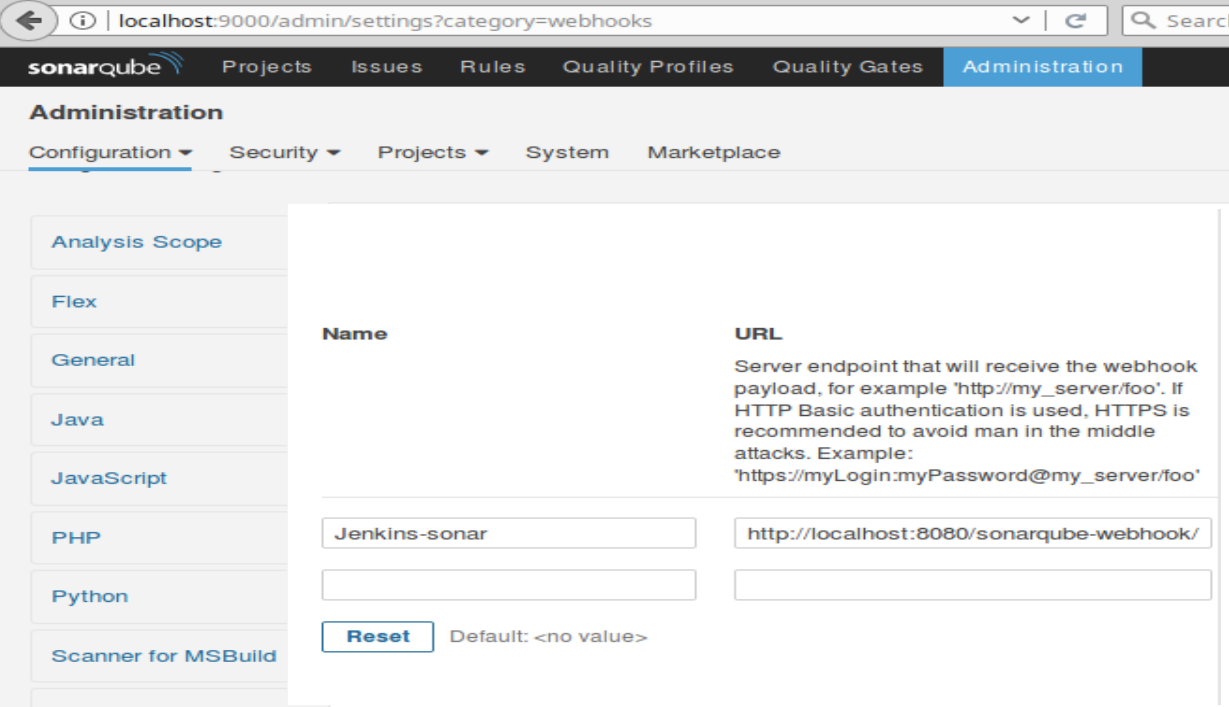 localhost:9000/admin/settings?category=webhooks
Search
sonarqube Projects Issues Rules Quality Profiles Quality Gates Administration
Administration
Configuration Security Projects System Marketplace
Analysis Scope
Flex
General
Java
JavaScript
PHP
Python
Scanner for MSBuild
Name
URL
Server endpoint that will receive the webhook
payload, for example 'http://my_server/foo'. If
HTTP Basic authentication is used, HTTPS is
recommended to avoid man in the middle
attacks. Example:
'https://myLogin:myPassword@my_server/foo'
Jenkins-sonar
http://localhost:8080/sonarqube-webhook/
Reset Default: <no value>